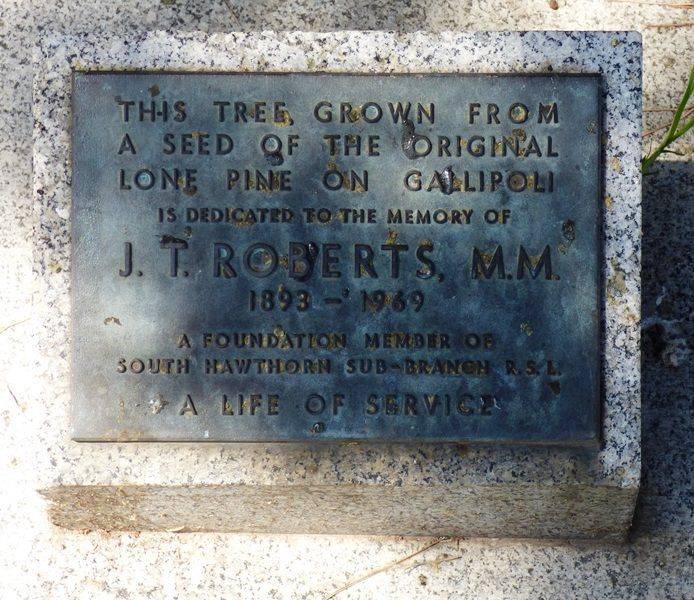 THIS TREE, GROWN FROM
A SEED OF THE ORIGINAL
LONE PINE ON GALLIPOLI
IS DEDICATED TO THE MEMORY OF
J. T. ROBERTS, M.M.
1893 - 1969
A FOUNDATION MEMBER OF
SOUTH HAWTHORN SUB-BRANCH R.S.L.
A LIFE OF SERVICE